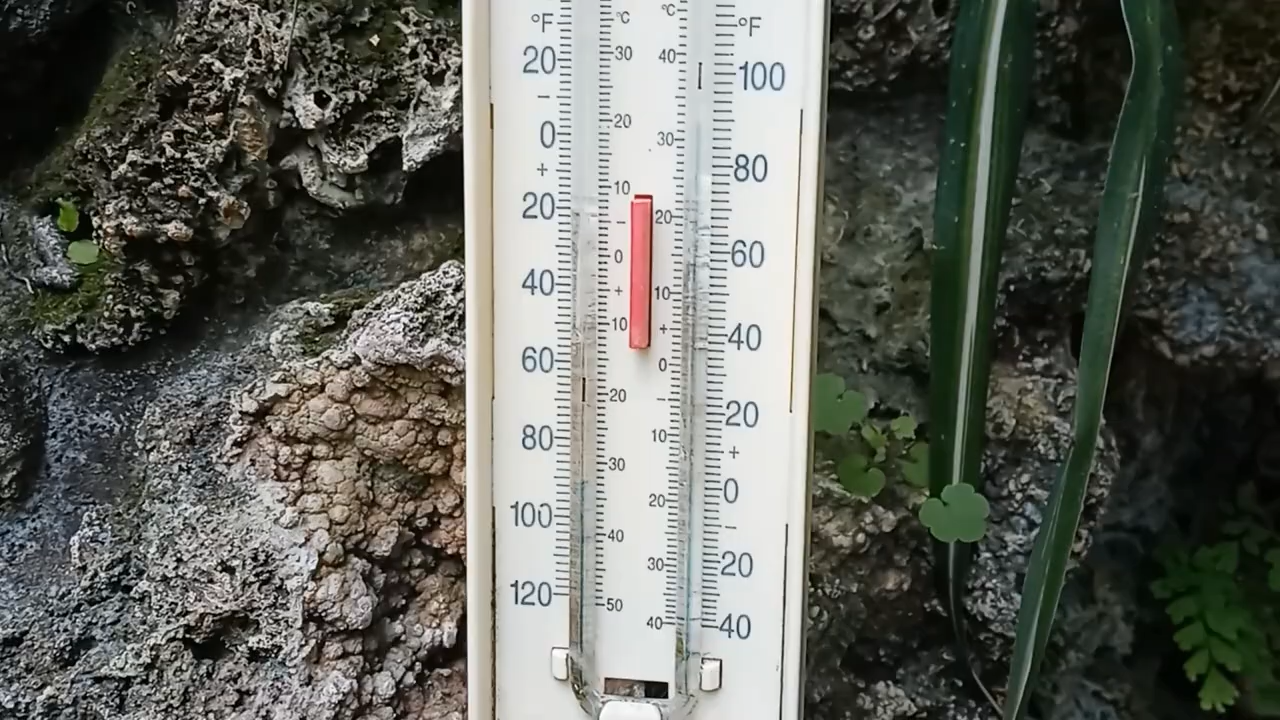 °F °C °C °F
20 30 40 100
–
0 20 30 80
+
20 10 20
–
0 60
40 + 10
10 + 40
60 0
20 – 20
80 10 +
30
100 20 0
40 –
30 20
120 50 40 40